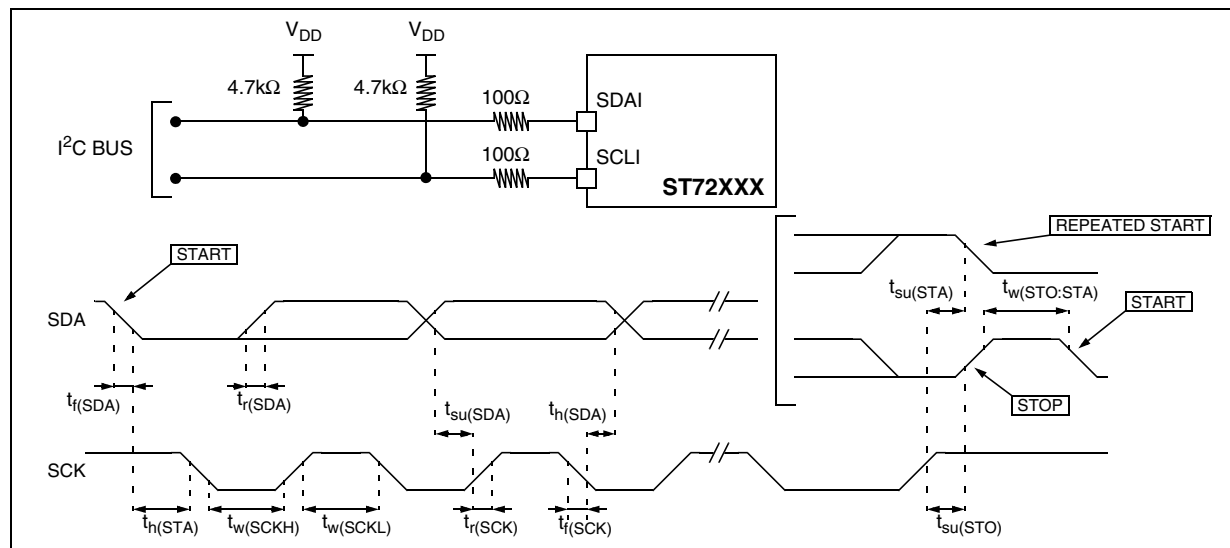 V_DD V_DD
4.7kΩ 4.7kΩ
100Ω
SDAI
I²C BUS
100Ω
SCLI
ST72XXX
REPEATED START
START
t_su(STA) t_w(STO:STA)
START
SDA
t_f(SDA) t_r(SDA)
t_su(SDA) t_h(SDA)
STOP
SCK
t_h(STA) t_w(SCKH) t_w(SCKL) t_r(SCK) t_f(SCK) t_su(STO)